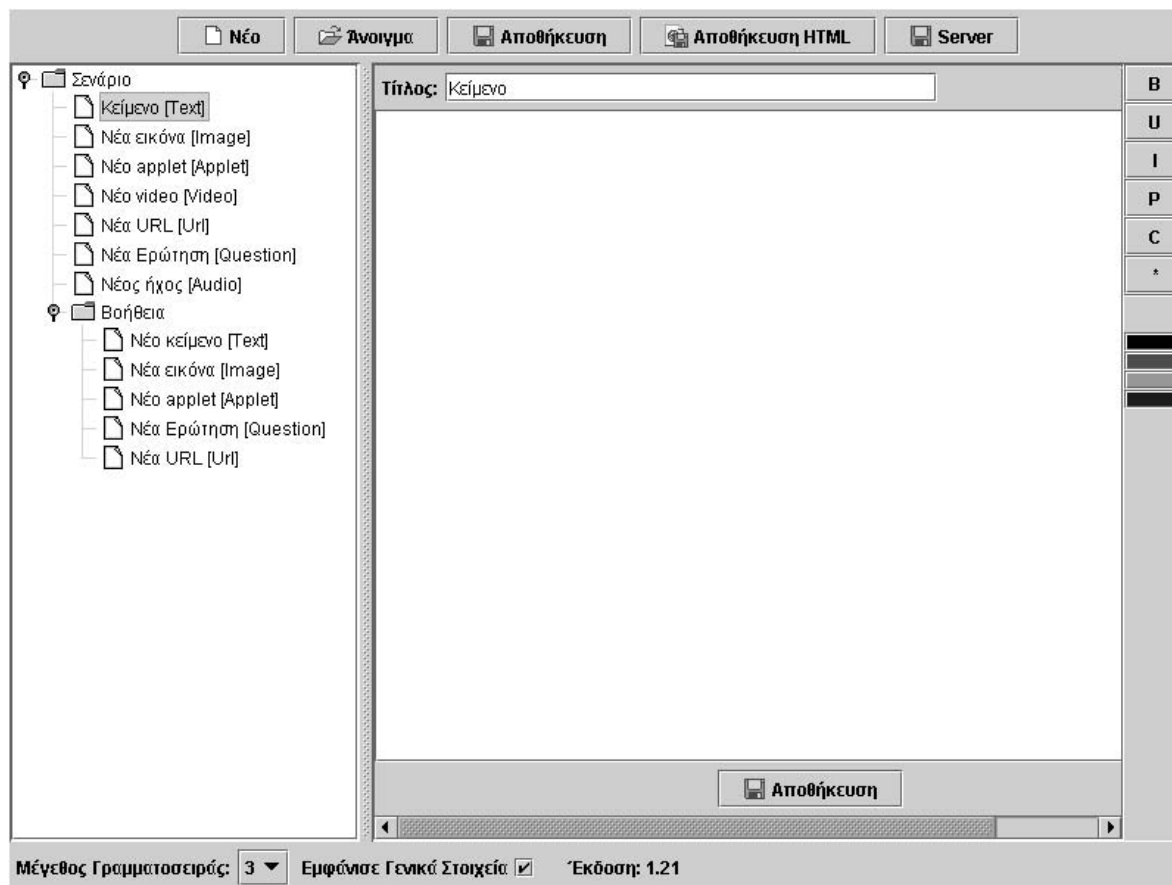 Νέο Άνοιγμα Αποθήκευση Αποθήκευση HTML Server
Σενάριο
Κείμενο [Text]
Νέα εικόνα [Image]
Νέο applet [Applet]
Νέο video [Video]
Νέα URL [Url]
Νέα Ερώτηση [Question]
Νέος ήχος [Audio]
Βοήθεια
Νέο κείμενο [Text]
Νέα εικόνα [Image]
Νέο applet [Applet]
Νέα Ερώτηση [Question]
Νέα URL [Url]
Τίτλος: Κείμενο
B
U
I
P
C
*
Αποθήκευση
Μέγεθος Γραμματοσειράς: 3 Εμφάνισε Γενικά Στοιχεία Έκδοση: 1.21